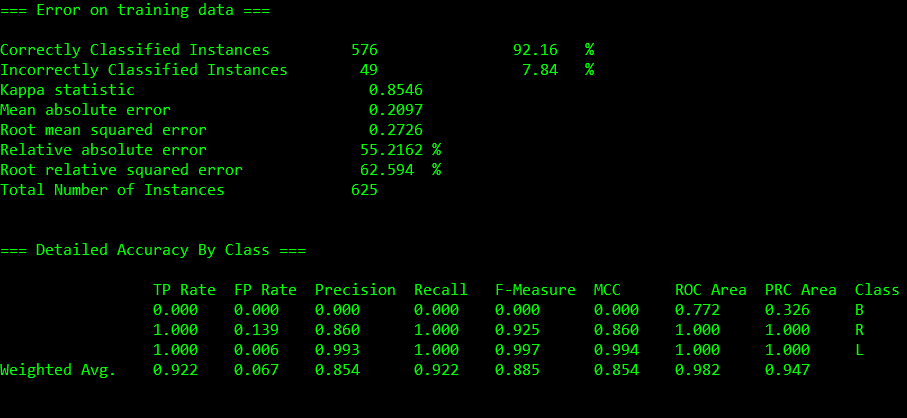 === Error on training data ===
Correctly Classified Instances 576 92.16 %
Incorrectly Classified Instances 49 7.84 %
Kappa statistic 0.8546
Mean absolute error 0.2097
Root mean squared error 0.2726
Relative absolute error 55.2162 %
Root relative squared error 62.594 %
Total Number of Instances 625
=== Detailed Accuracy By Class ===
TP Rate FP Rate Precision Recall F-Measure MCC ROC Area PRC Area Class
0.000 0.000 0.000 0.000 0.000 0.000 0.772 0.326 B
1.000 0.139 0.860 1.000 0.925 0.860 1.000 1.000 R
1.000 0.006 0.993 1.000 0.997 0.994 1.000 1.000 L
Weighted Avg. 0.922 0.067 0.854 0.922 0.885 0.854 0.982 0.947